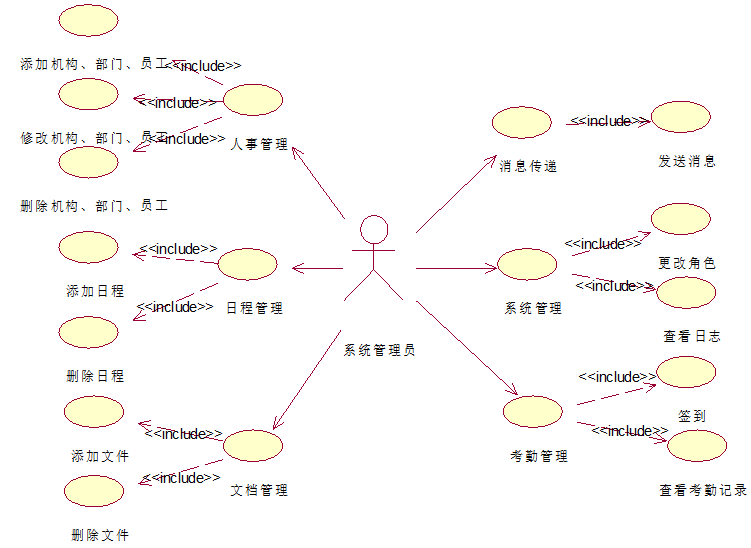 添加机构、部门、员工
<<include>>
修改机构、部门、员工
<<include>>
人事管理
<<include>>
删除机构、部门、员工
消息传递
<<include>>
发送消息
添加日程
<<include>>
日程管理
<<include>>
删除日程
系统管理员
系统管理
<<include>>
更改角色
<<include>>
查看日志
添加文件
<<include>>
文档管理
<<include>>
删除文件
考勤管理
<<include>>
签到
<<include>>
查看考勤记录